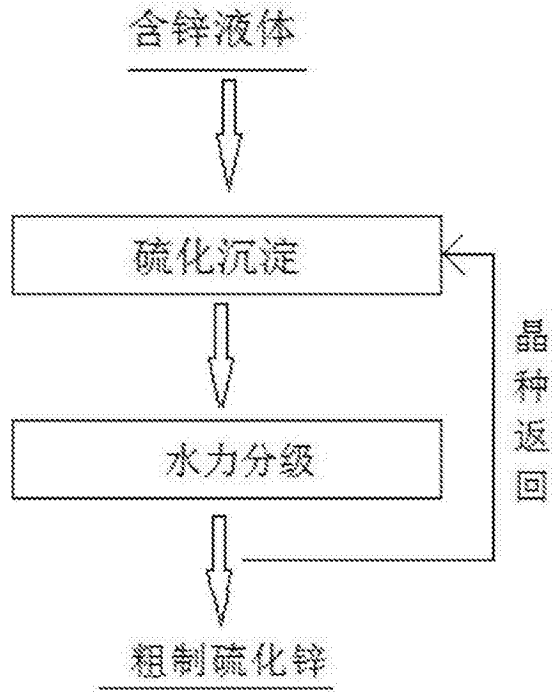 含锌液体
硫化沉淀
晶种返回
水力分级
粗制硫化锌